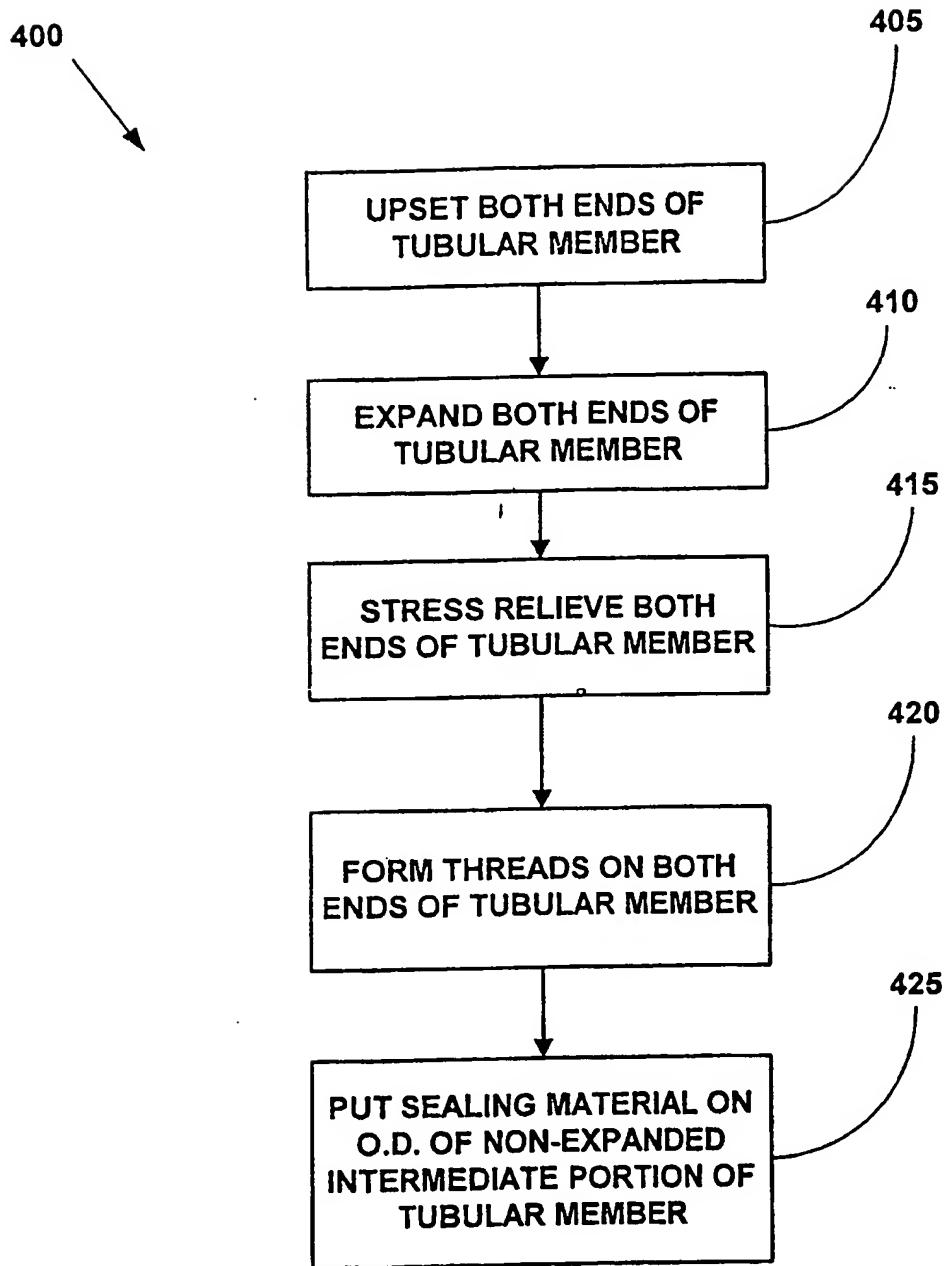 400
405
UPSET BOTH ENDS OF
TUBULAR MEMBER
410
EXPAND BOTH ENDS OF
TUBULAR MEMBER
415
STRESS RELIEVE BOTH
ENDS OF TUBULAR MEMBER
420
FORM THREADS ON BOTH
ENDS OF TUBULAR MEMBER
425
PUT SEALING MATERIAL ON
O.D. OF NON-EXPANDED
INTERMEDIATE PORTION OF
TUBULAR MEMBER